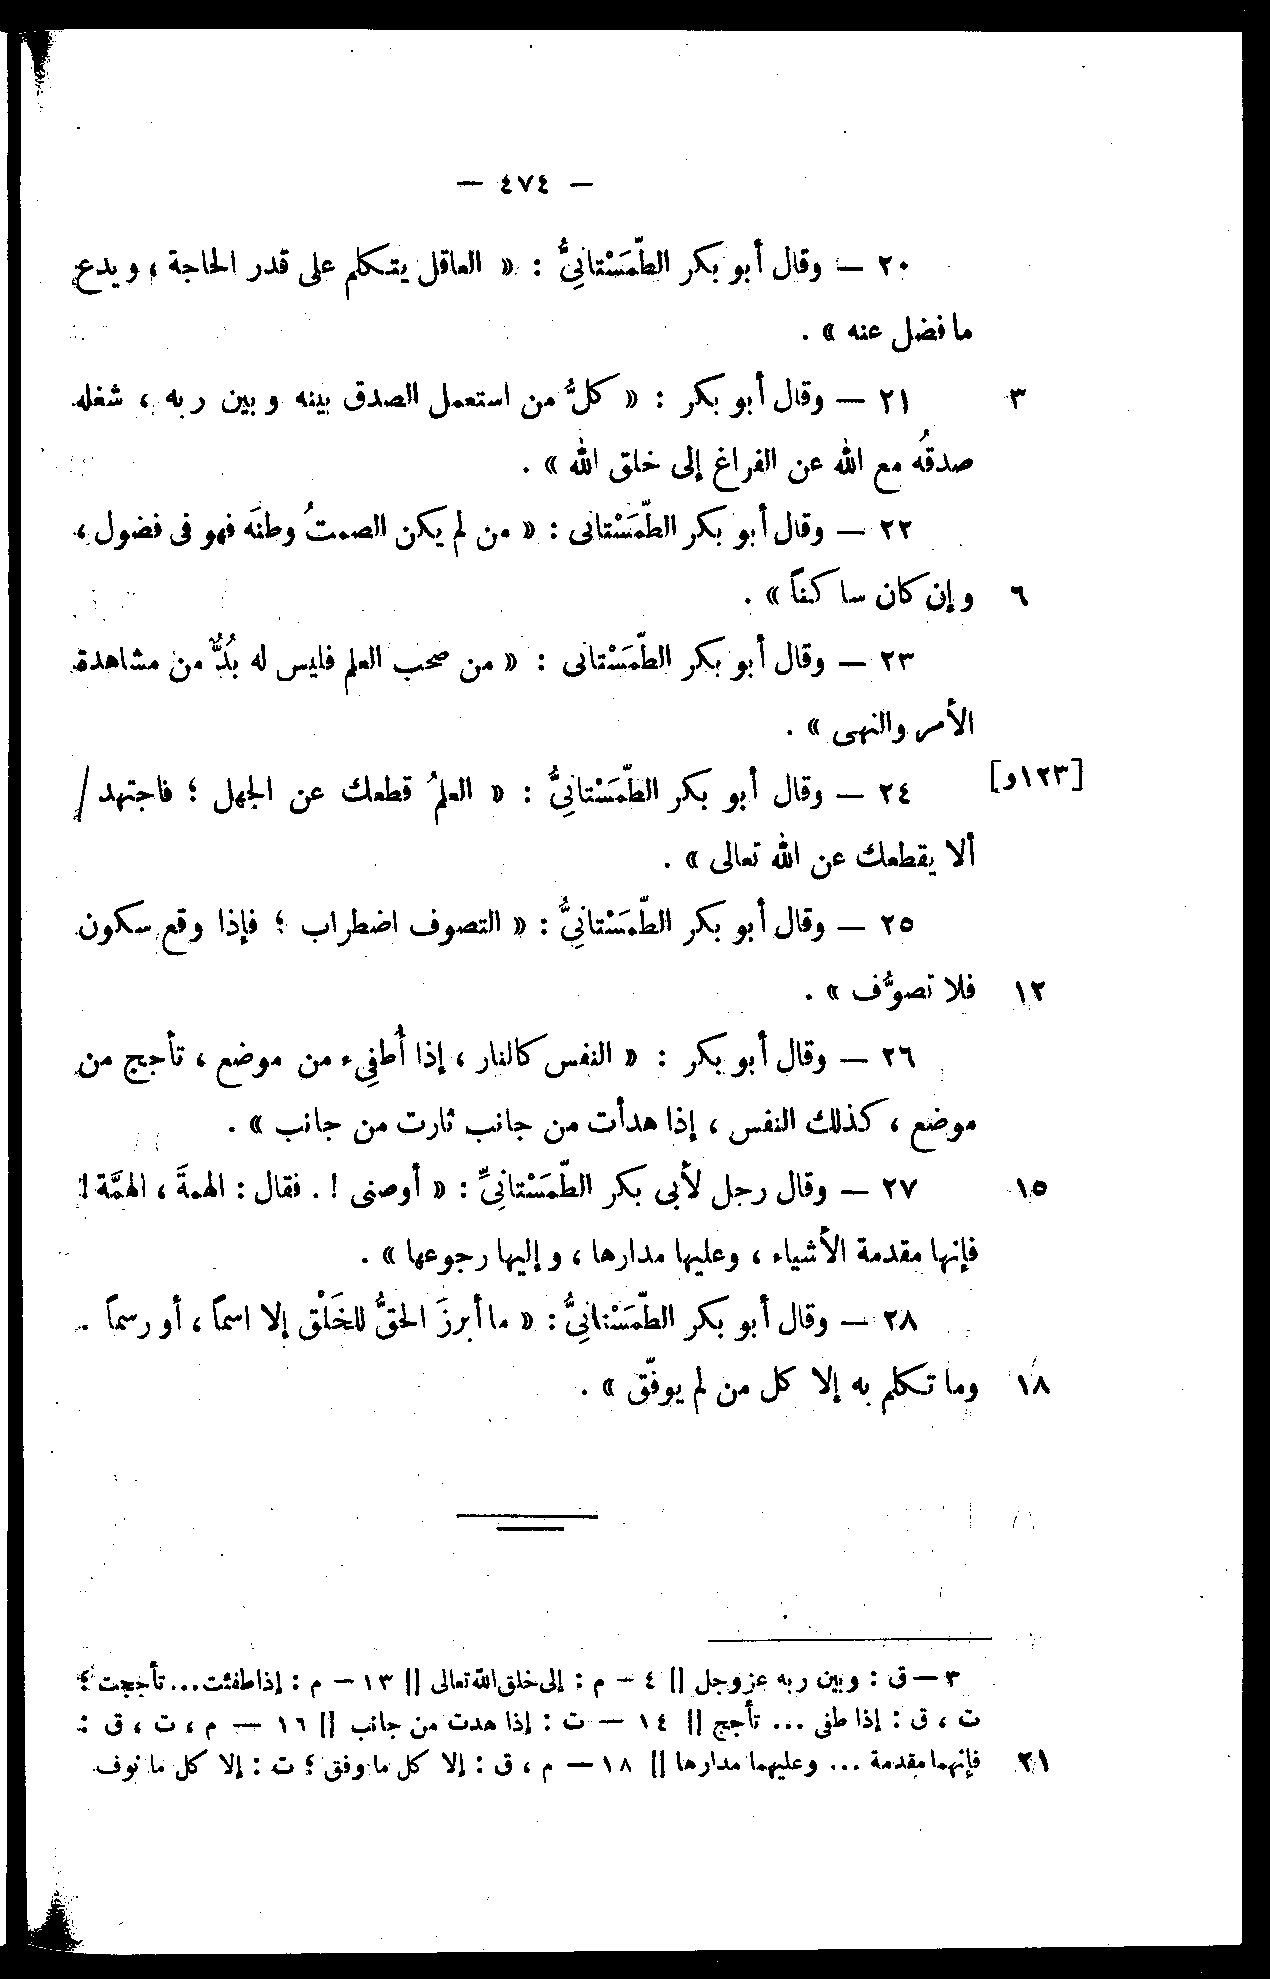 — ٤٧٤ —
٢٠ — وقال أبو بكر الطَّمَسْتانِيُّ : « العاقل يتكلم على قدر الحاجة ، ويدع
ما فضل عنه » .
٣ ٢١ — وقال أبو بكر : « كلُّ من استعمل الصدق بينه وبين ربه ، شغله
صدقُه مع الله عن الفراغ إلى خلق الله » .
٢٢ — وقال أبو بكر الطَّمَسْتانى : « من لم يكن الصمتُ وطنَه فهو فى فضول ،
٦ وإن كان ساكناً » .
٢٣ — وقال أبو بكر الطَّمَسْتانى : « من صحب العلم فليس له بُدٌّ من مشاهدة
الأمر والنهى » .
[١٢٣و] ٢٤ — وقال أبو بكر الطَّمَسْتانِيُّ : « العلمُ قطعك عن الجهل ؛ فاجتهد /
ألا يقطعك عن الله تعالى » .
٢٥ — وقال أبو بكر الطَّمَسْتانِيُّ : « التصوف اضطراب ؛ فإذا وقع سكون
١٢ فلا تصوُّف » .
٢٦ — وقال أبو بكر : « النفس كالنار ، إذا أُطفِىء من موضع ، تأجج من
موضع ، كذلك النفس ، إذا هدأت من جانب ثارت من جانب » .
١٥ ٢٧ — وقال رجل لأبى بكر الطَّمَسْتانِيِّ : « أوصنى ! . فقال : الهمةَ ، الهمَّة !
فإنها مقدمة الأشياء ، وعليها مدارها ، وإليها رجوعها » .
٢٨ — وقال أبو بكر الطَّمَسْتانِيُّ : « ما أبرزَ الحقُّ للخَلْق إلا اسماً ، أو رسماً .
١٨ وما تكلم به إلا كل من لم يوفَّق » .
٣ — ق : وبين ربه عز وجل || ٤ — م : إلى خلق الله تعالى || ١٣ — م : إذا طفئت ... تأججت ؛
ت ، ق : إذا طفى ... تأجج || ١٤ — ت : إذا هدت من جانب || ١٦ — م ، ت ، ق :
٢١ فإنهما مقدمة ... وعليهما مدارها || ١٨ — م ، ق : إلا كل ما وفق ؛ ت : إلا كل ما نوف